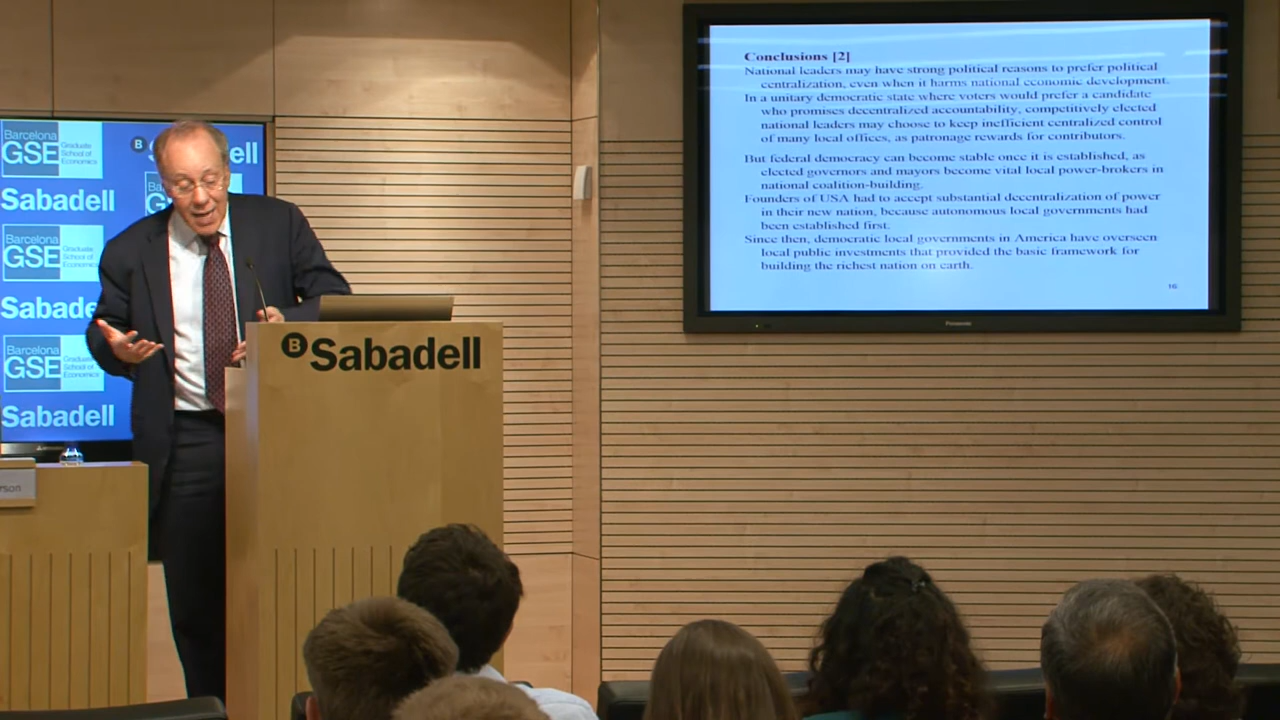 Conclusions [2]
National leaders may have strong political reasons to prefer political
centralization, even when it harms national economic development.
In a unitary democratic state where voters would prefer a candidate
who promises decentralized accountability, competitively elected
national leaders may choose to keep inefficient centralized control
of many local offices, as patronage rewards for contributors.
But federal democracy can become stable once it is established, as
elected governors and mayors become vital local power-brokers in
national coalition-building.
Founders of USA had to accept substantial decentralization of power
in their new nation, because autonomous local governments had
been established first.
Since then, democratic local governments in America have overseen
local public investments that provided the basic framework for
building the richest nation on earth.
16
Panasonic
Barcelona
GSE
Graduate
School of
Economics
B S ell
Sabadell
Ba
G
Barcelona
GSE
Graduate
Sabade
Barcelona
GSE
Graduate
School of
Economics
Sabadell
B Sabadell
rson